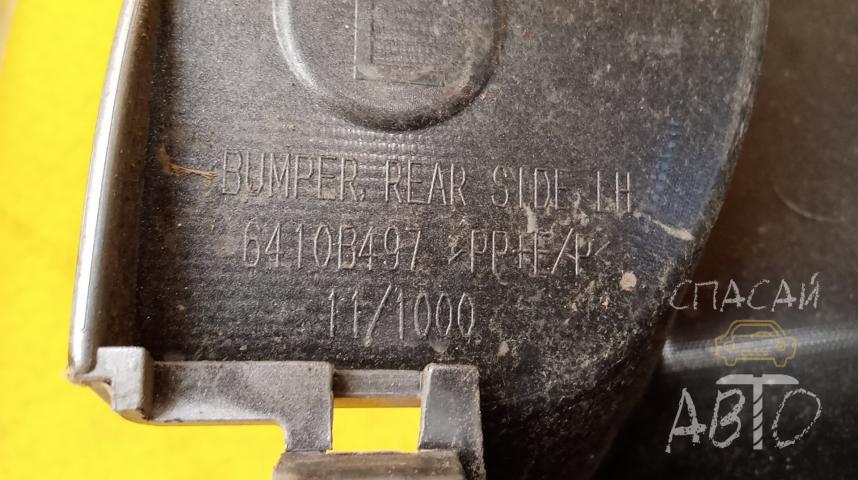 BUMPER, REAR SIDE, LH
6410B497 >PP+E/P<
11/1000
СПАСАЙ
АВТО